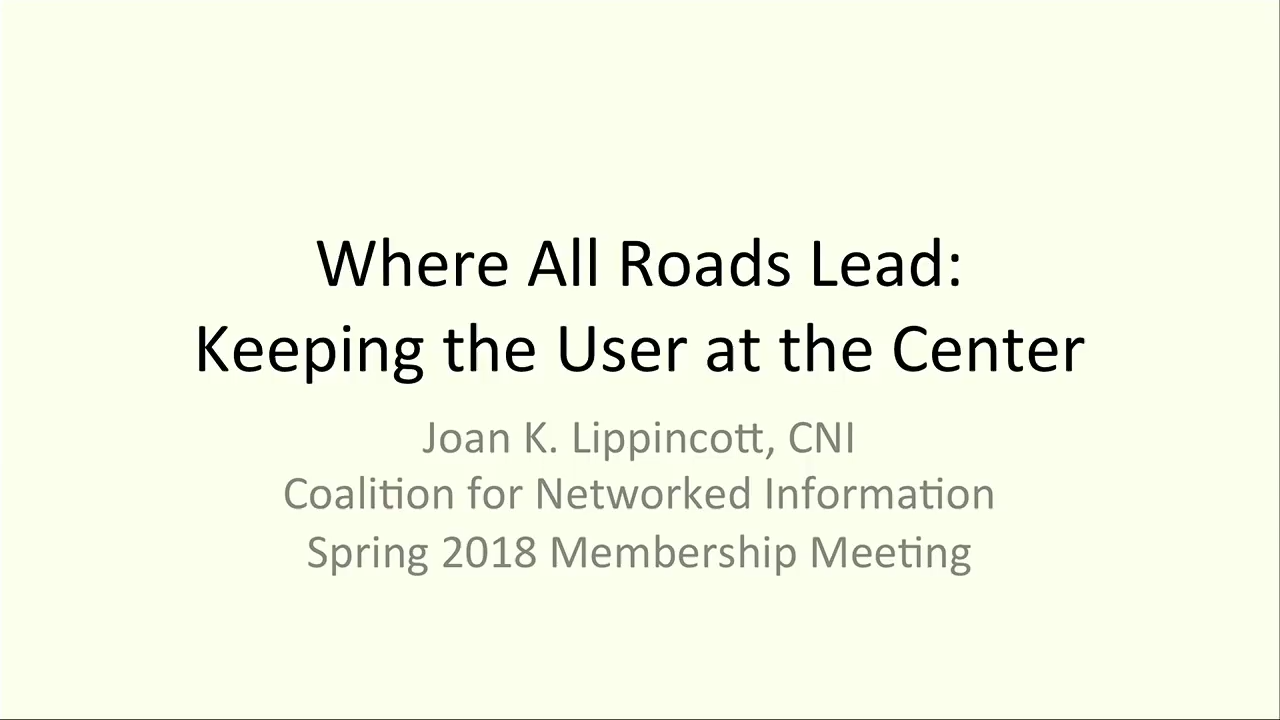 Where All Roads Lead:
Keeping the User at the Center
Joan K. Lippincott, CNI
Coalition for Networked Information
Spring 2018 Membership Meeting